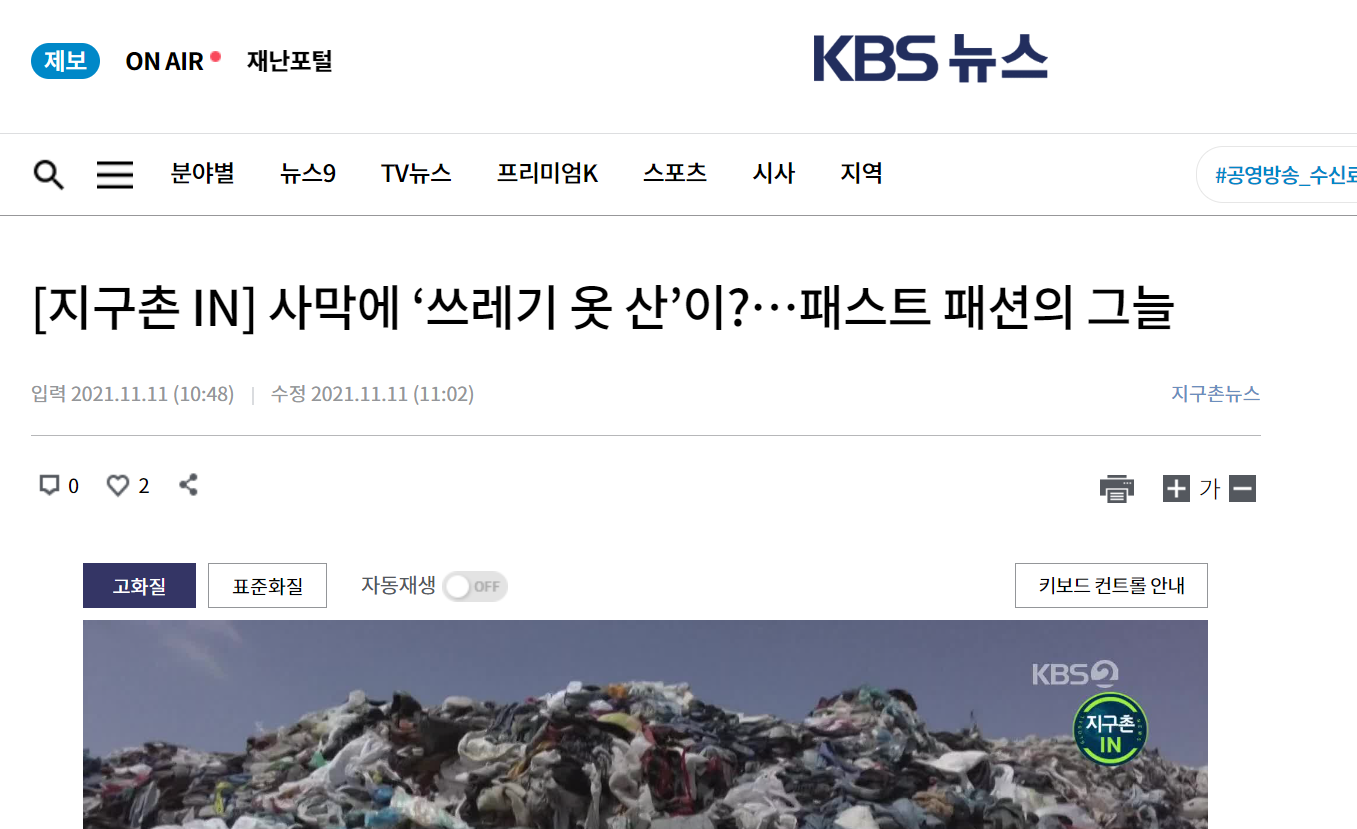 제보 ON AIR 재난포털
KBS 뉴스
분야별 뉴스9 TV뉴스 프리미엄K 스포츠 시사 지역
#공영방송_수신료
[지구촌 IN] 사막에 ‘쓰레기 옷 산’이?…패스트 패션의 그늘
입력 2021.11.11 (10:48) | 수정 2021.11.11 (11:02) 지구촌뉴스
0 2
가
고화질 표준화질 자동재생 OFF 키보드 컨트롤 안내
KBS2
지구촌
IN